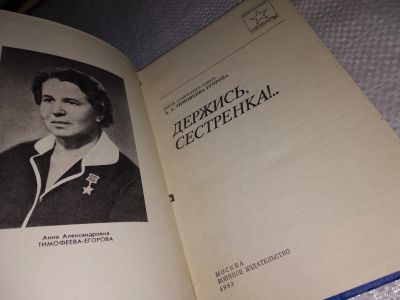 Анна Александровна
ТИМОФЕЕВА-ЕГОРОВА
ГЕРОЙ СОВЕТСКОГО СОЮЗА
А. А. ТИМОФЕЕВА-ЕГОРОВА
ДЕРЖИСЬ,
СЕСТРЕНКА!..
МОСКВА
ВОЕННОЕ ИЗДАТЕЛЬСТВО
1983